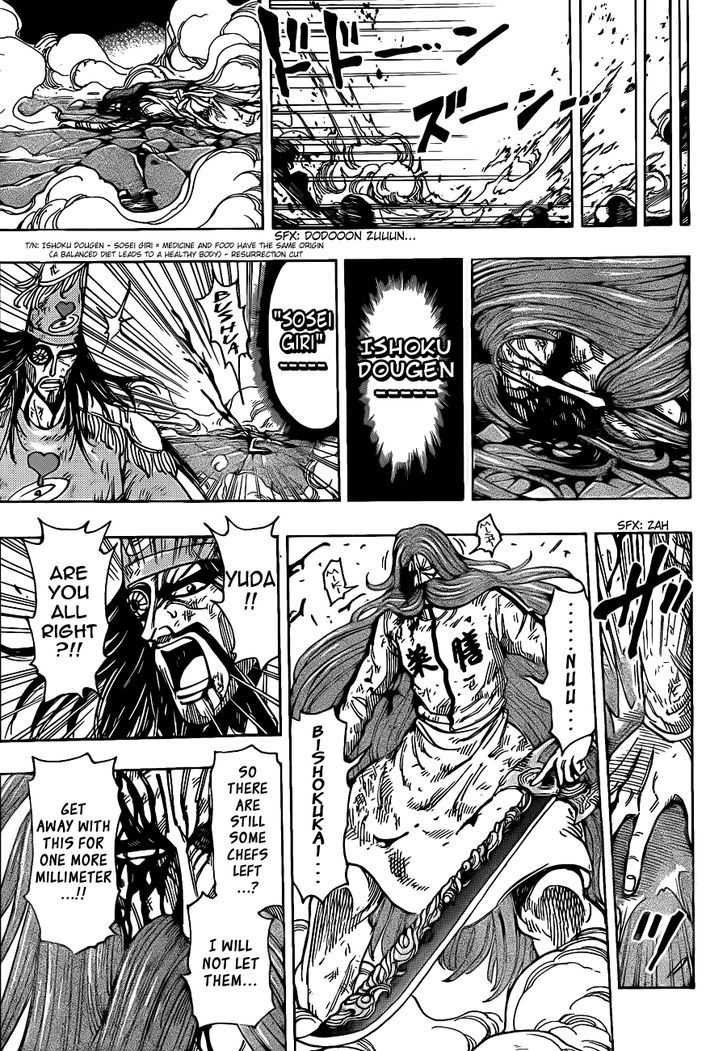 ドドーン
ズーン…
SFX: DODOOON ZUUUN...
T/N: ISHOKU DOUGEN - SOSEI GIRI = MEDICINE AND FOOD HAVE THE SAME ORIGIN
(A BALANCED DIET LEADS TO A HEALTHY BODY) - RESURRECTION CUT
ISHOKU
DOUGEN
-----
"SOSEI
GIRI"
-----
BUSHUA
SFX: ZAH
ザッ
....NUU...
薬膳
BISHOKUKAI...
YUDA
!!
ARE
YOU
ALL
RIGHT
?!!
SO
THERE
ARE
STILL
SOME
CHEFS
LEFT
...?
I WILL
NOT LET
THEM...
GET
AWAY WITH
THIS FOR
ONE MORE
MILLIMETER
...!!